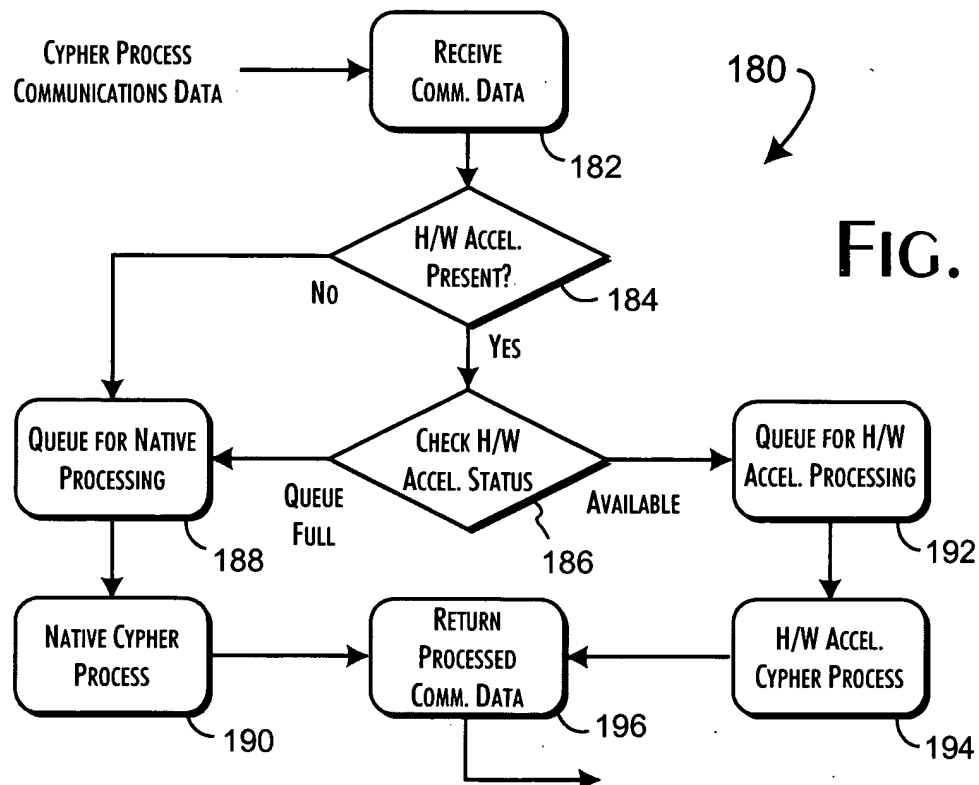 CYPHER PROCESS
COMMUNICATIONS DATA
RECEIVE
COMM. DATA
180
182
H/W ACCEL.
PRESENT?
FIG.
NO
184
YES
QUEUE FOR NATIVE
PROCESSING
CHECK H/W
ACCEL. STATUS
QUEUE FOR H/W
ACCEL. PROCESSING
QUEUE
FULL
AVAILABLE
188
186
192
NATIVE CYPHER
PROCESS
RETURN
PROCESSED
COMM. DATA
H/W ACCEL.
CYPHER PROCESS
190
196
194